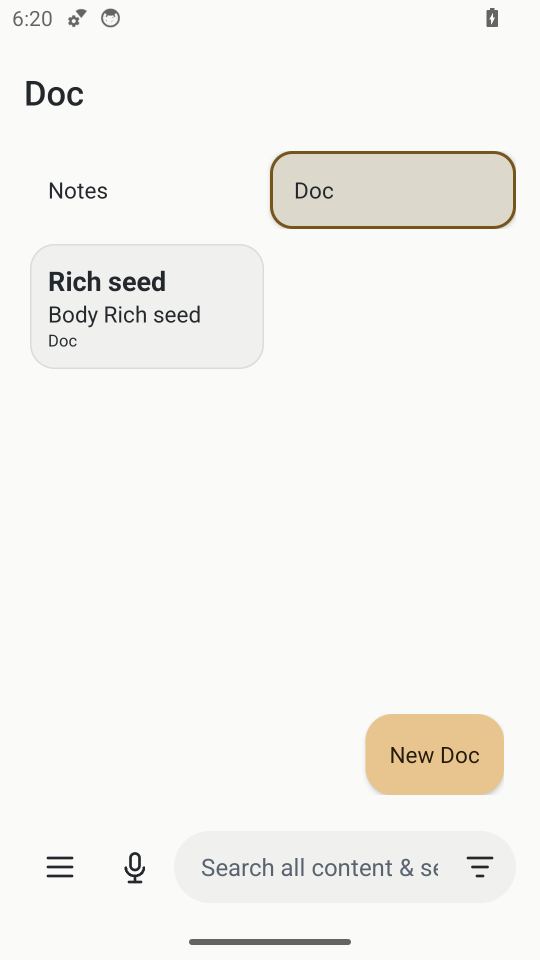 6:20
Doc
Notes
Doc
Rich seed
Body Rich seed
Doc
New Doc
Search all content & se